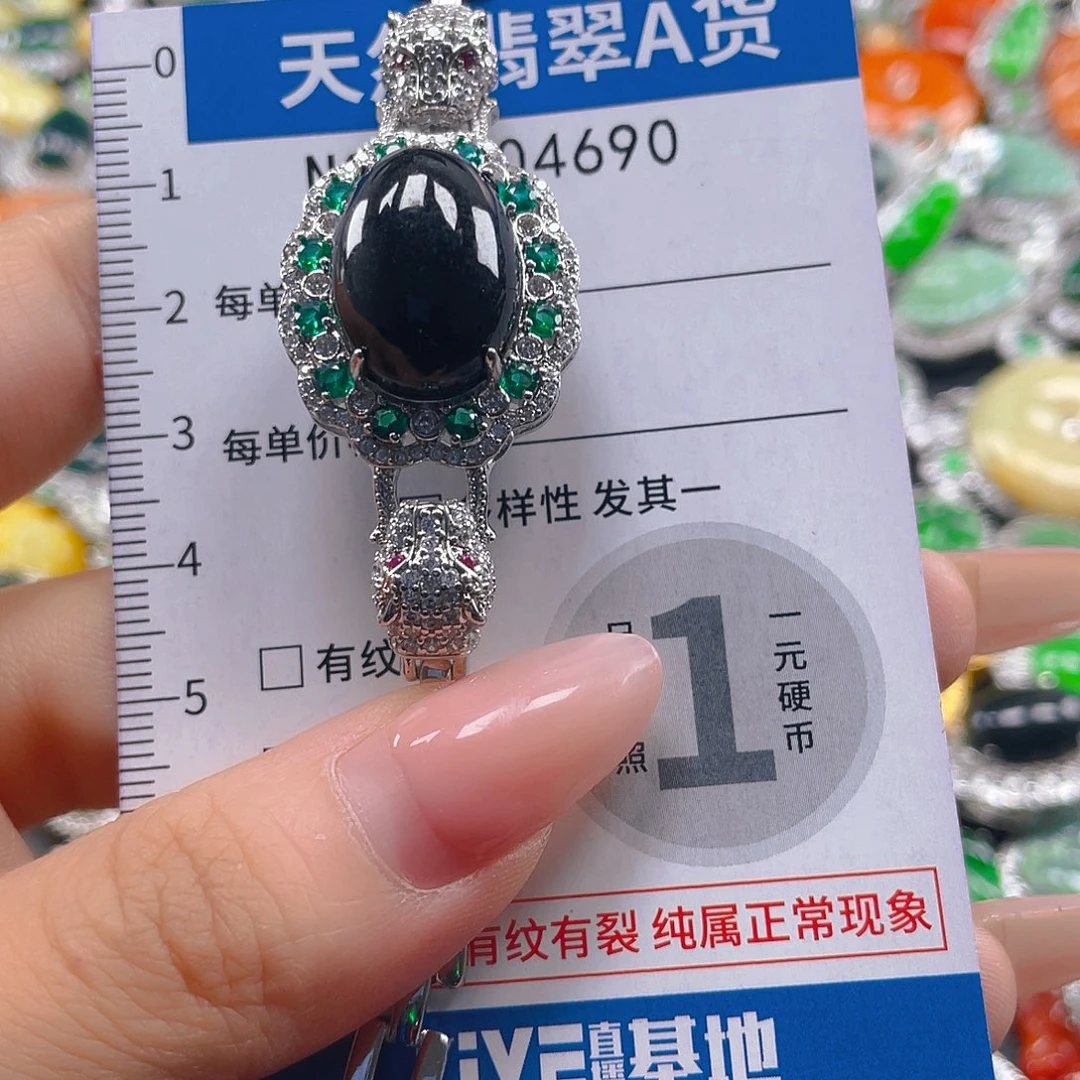 0
天 翡翠A货
N 04690
1
2
每单
3
每单价
样性 发其一
4
有纹
5
1
一元硬币
照
有纹有裂 纯属正常现象
直播基地